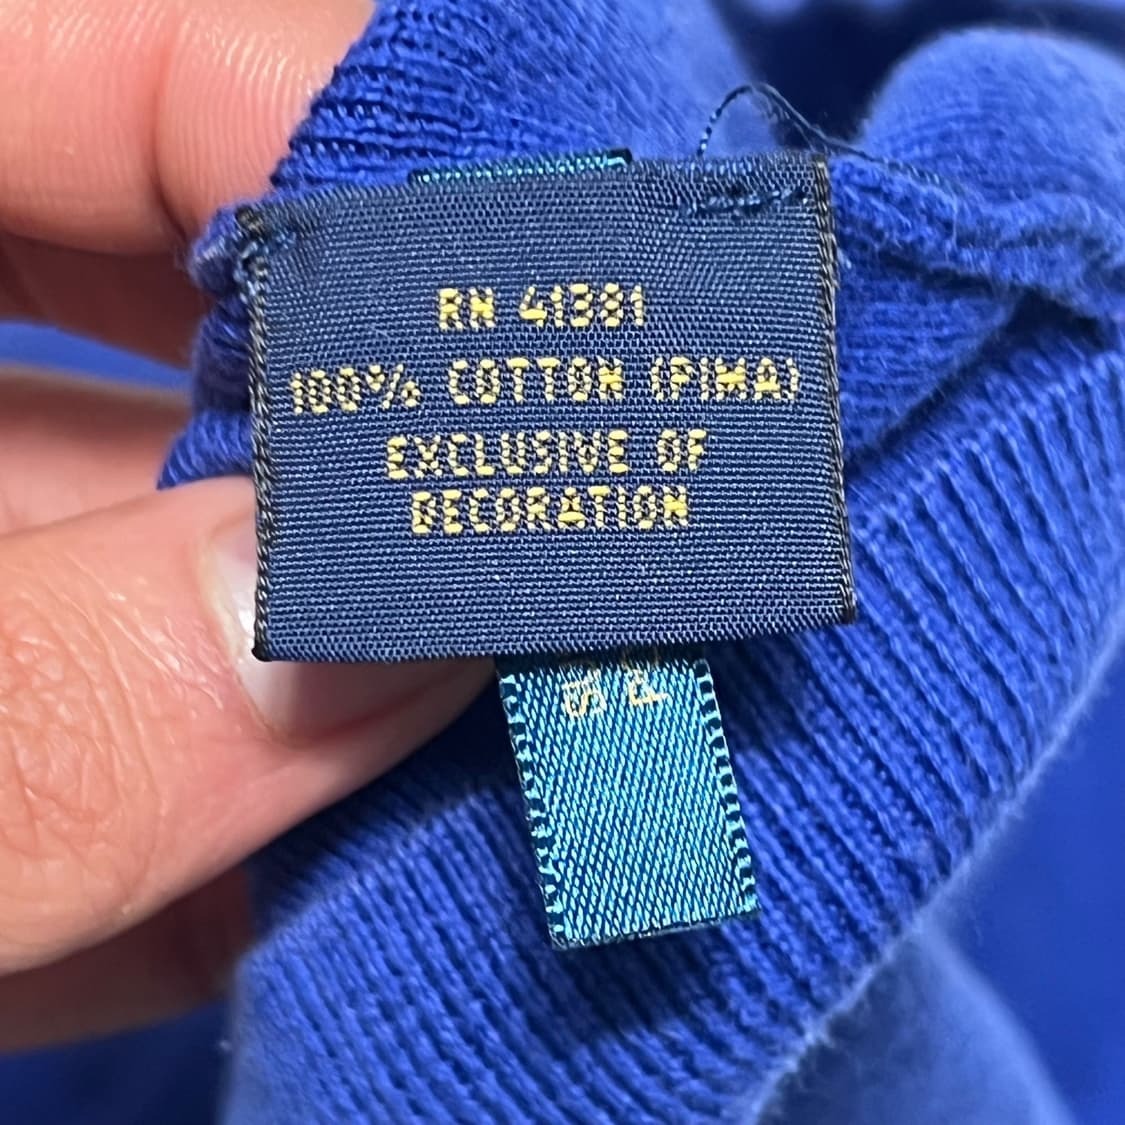 RN 41381
100% COTTON (PIMA)
EXCLUSIVE OF
DECORATION